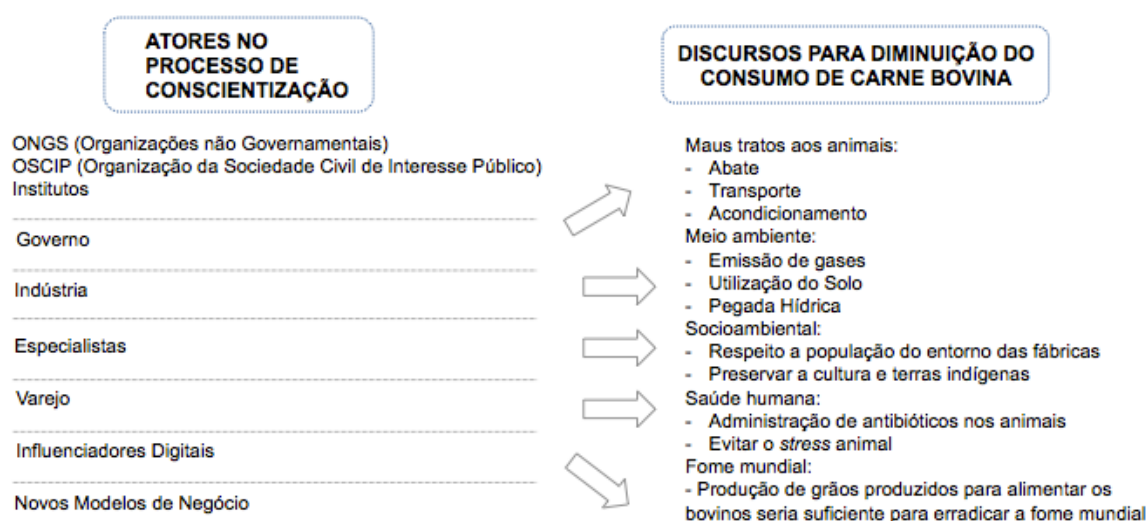 ATORES NO
PROCESSO DE
CONSCIENTIZAÇÃO
ONGS (Organizações não Governamentais)
OSCIP (Organização da Sociedade Civil de Interesse Público)
Institutos
Governo
Indústria
Especialistas
Varejo
Influenciadores Digitais
Novos Modelos de Negócio
DISCURSOS PARA DIMINUIÇÃO DO
CONSUMO DE CARNE BOVINA
Maus tratos aos animais:
- Abate
- Transporte
- Acondicionamento
Meio ambiente:
- Emissão de gases
- Utilização do Solo
- Pegada Hídrica
Socioambiental:
- Respeito a população do entorno das fábricas
- Preservar a cultura e terras indígenas
Saúde humana:
- Administração de antibióticos nos animais
- Evitar o stress animal
Fome mundial:
- Produção de grãos produzidos para alimentar os
bovinos seria suficiente para erradicar a fome mundial